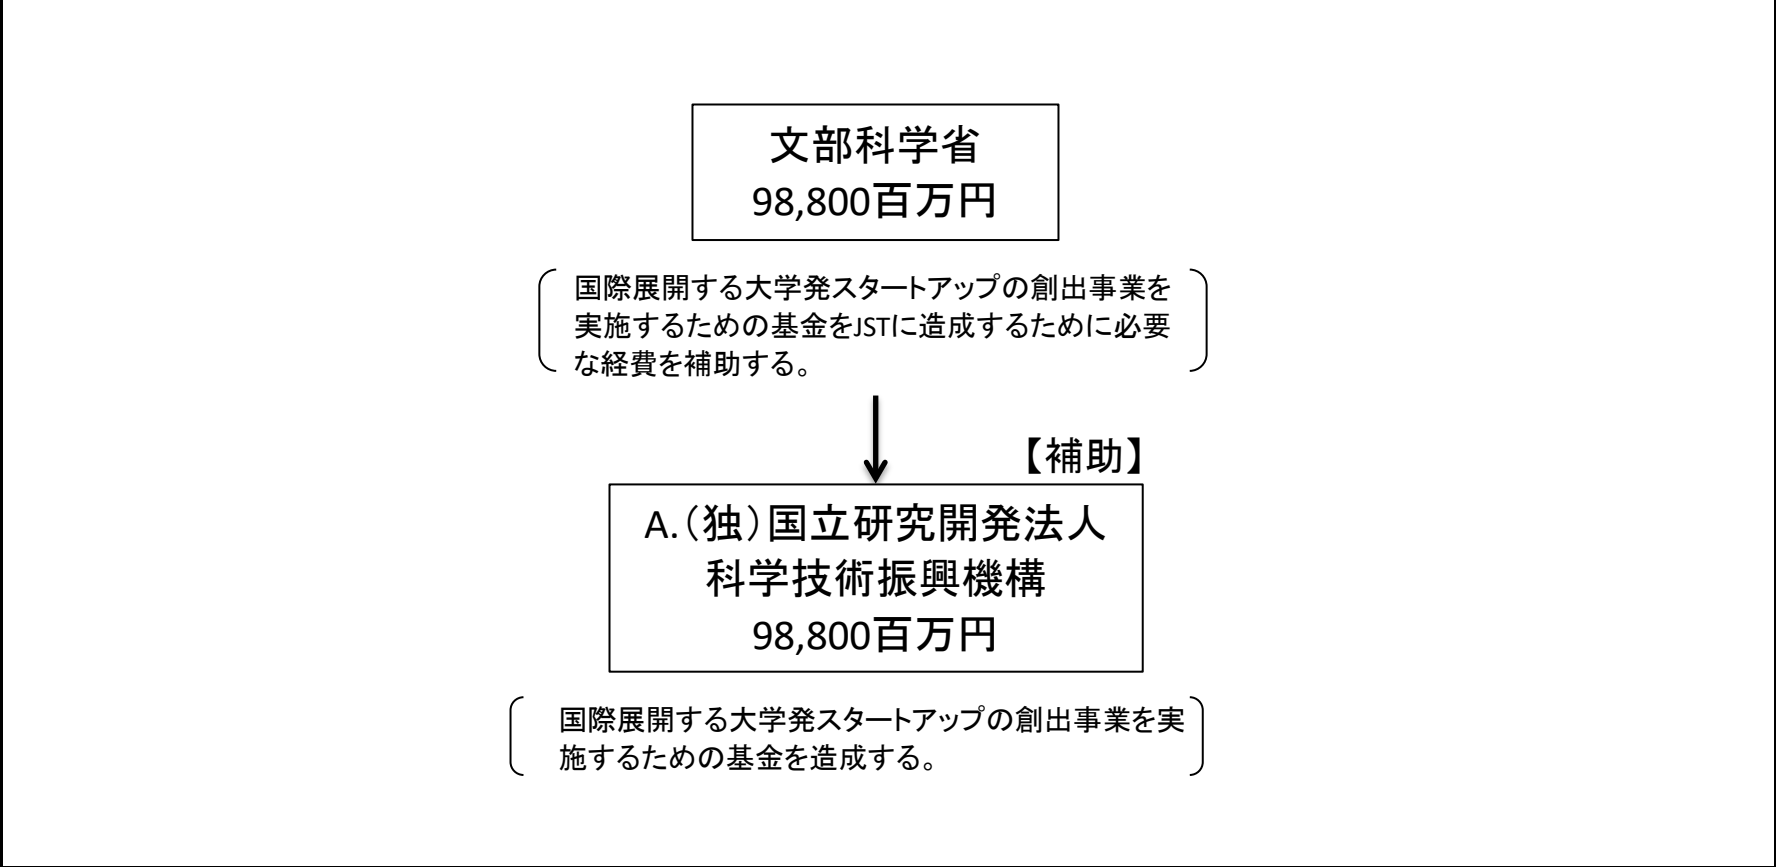 文部科学省
98,800百万円
国際展開する大学発スタートアップの創出事業を
実施するための基金をJSTに造成するために必要
な経費を補助する。
【補助】
A.（独）国立研究開発法人
科学技術振興機構
98,800百万円
国際展開する大学発スタートアップの創出事業を実
施するための基金を造成する。